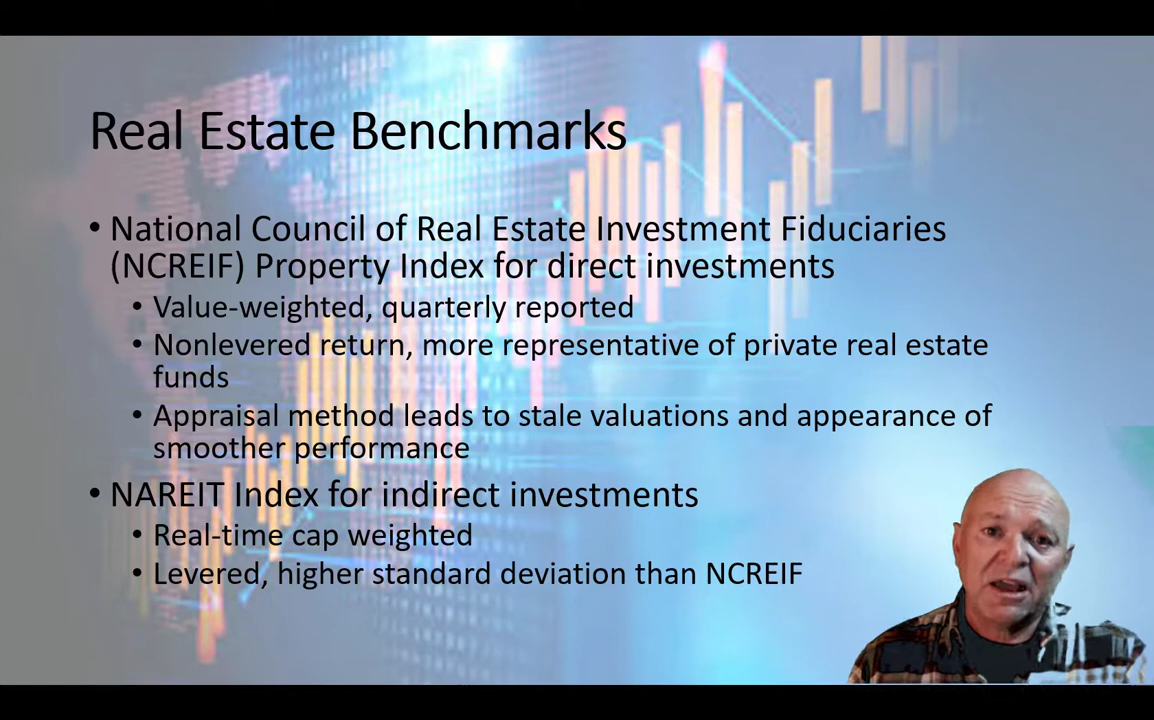 Real Estate Benchmarks
• National Council of Real Estate Investment Fiduciaries
(NCREIF) Property Index for direct investments
• Value-weighted, quarterly reported
• Nonlevered return, more representative of private real estate
funds
• Appraisal method leads to stale valuations and appearance of
smoother performance
• NAREIT Index for indirect investments
• Real-time cap weighted
• Levered, higher standard deviation than NCREIF